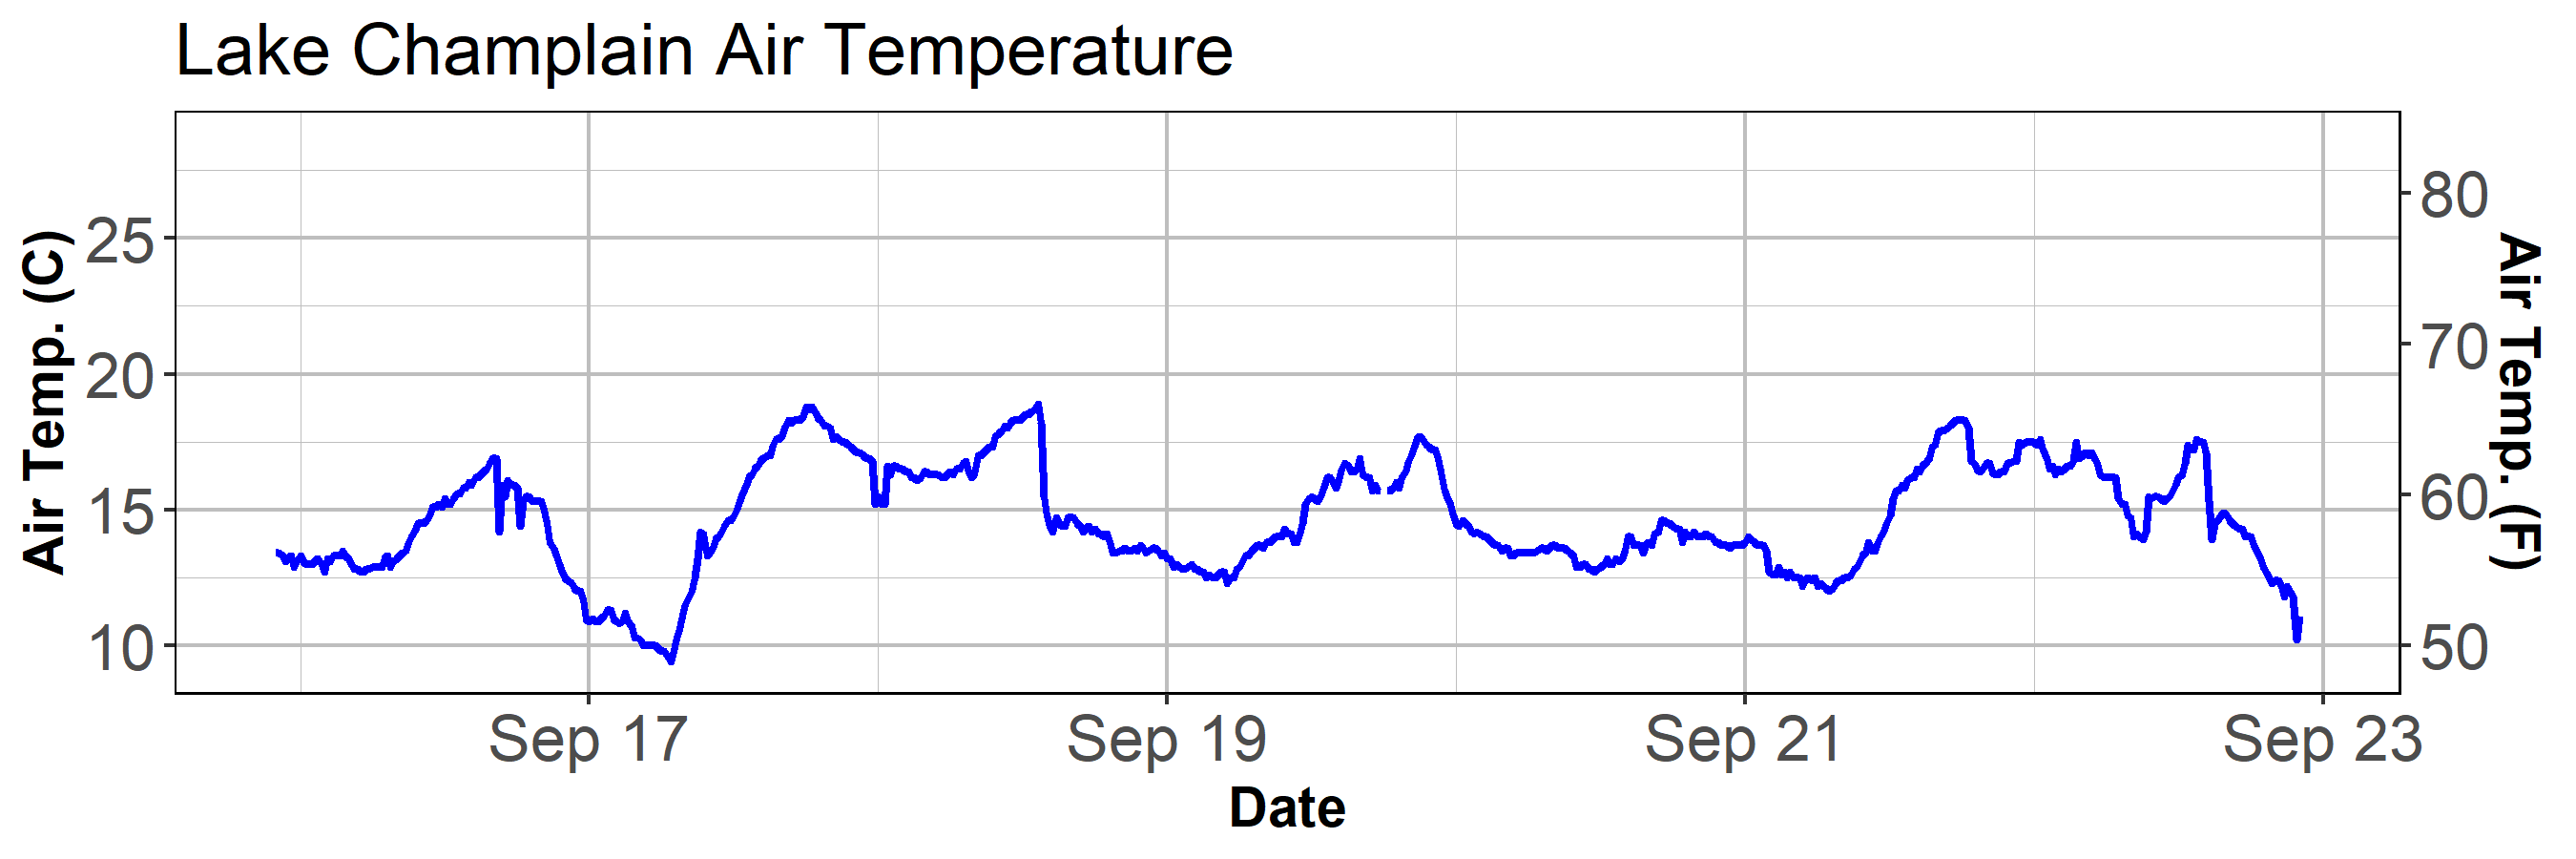 Lake Champlain Air Temperature
Air Temp. (C)
25
20
15
10
80
70
60
50
Air Temp. (F)
Sep 17
Sep 19
Sep 21
Sep 23
Date